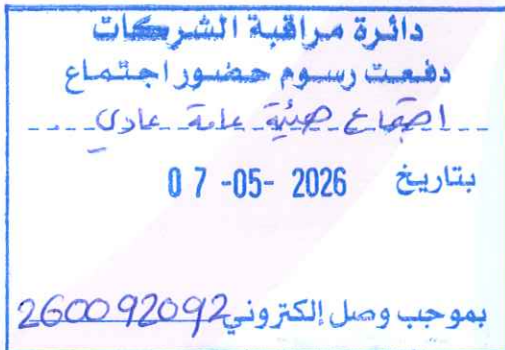 دائرة مراقبة الشركات
دفعت رسوم حضور اجتماع
اجتماع هيئة عامة عادي
بتاريخ 07 -05- 2026
بموجب وصل إلكتروني 260092092